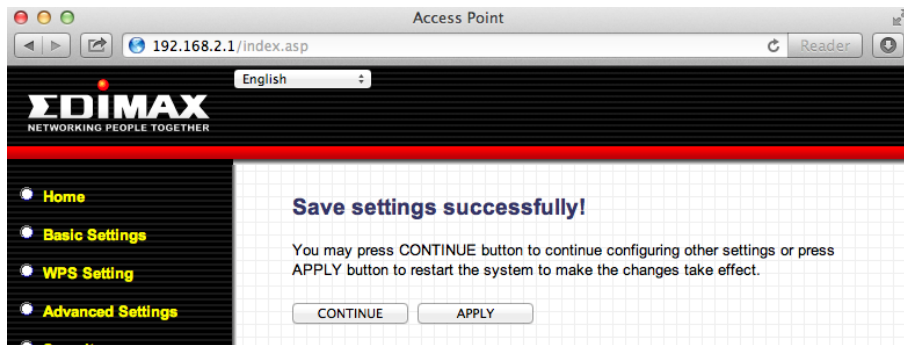 Access Point
192.168.2.1/index.asp
Reader
English
EDIMAX
NETWORKING PEOPLE TOGETHER
Home
Basic Settings
WPS Setting
Advanced Settings
Save settings successfully!
You may press CONTINUE button to continue configuring other settings or press
APPLY button to restart the system to make the changes take effect.
CONTINUE
APPLY